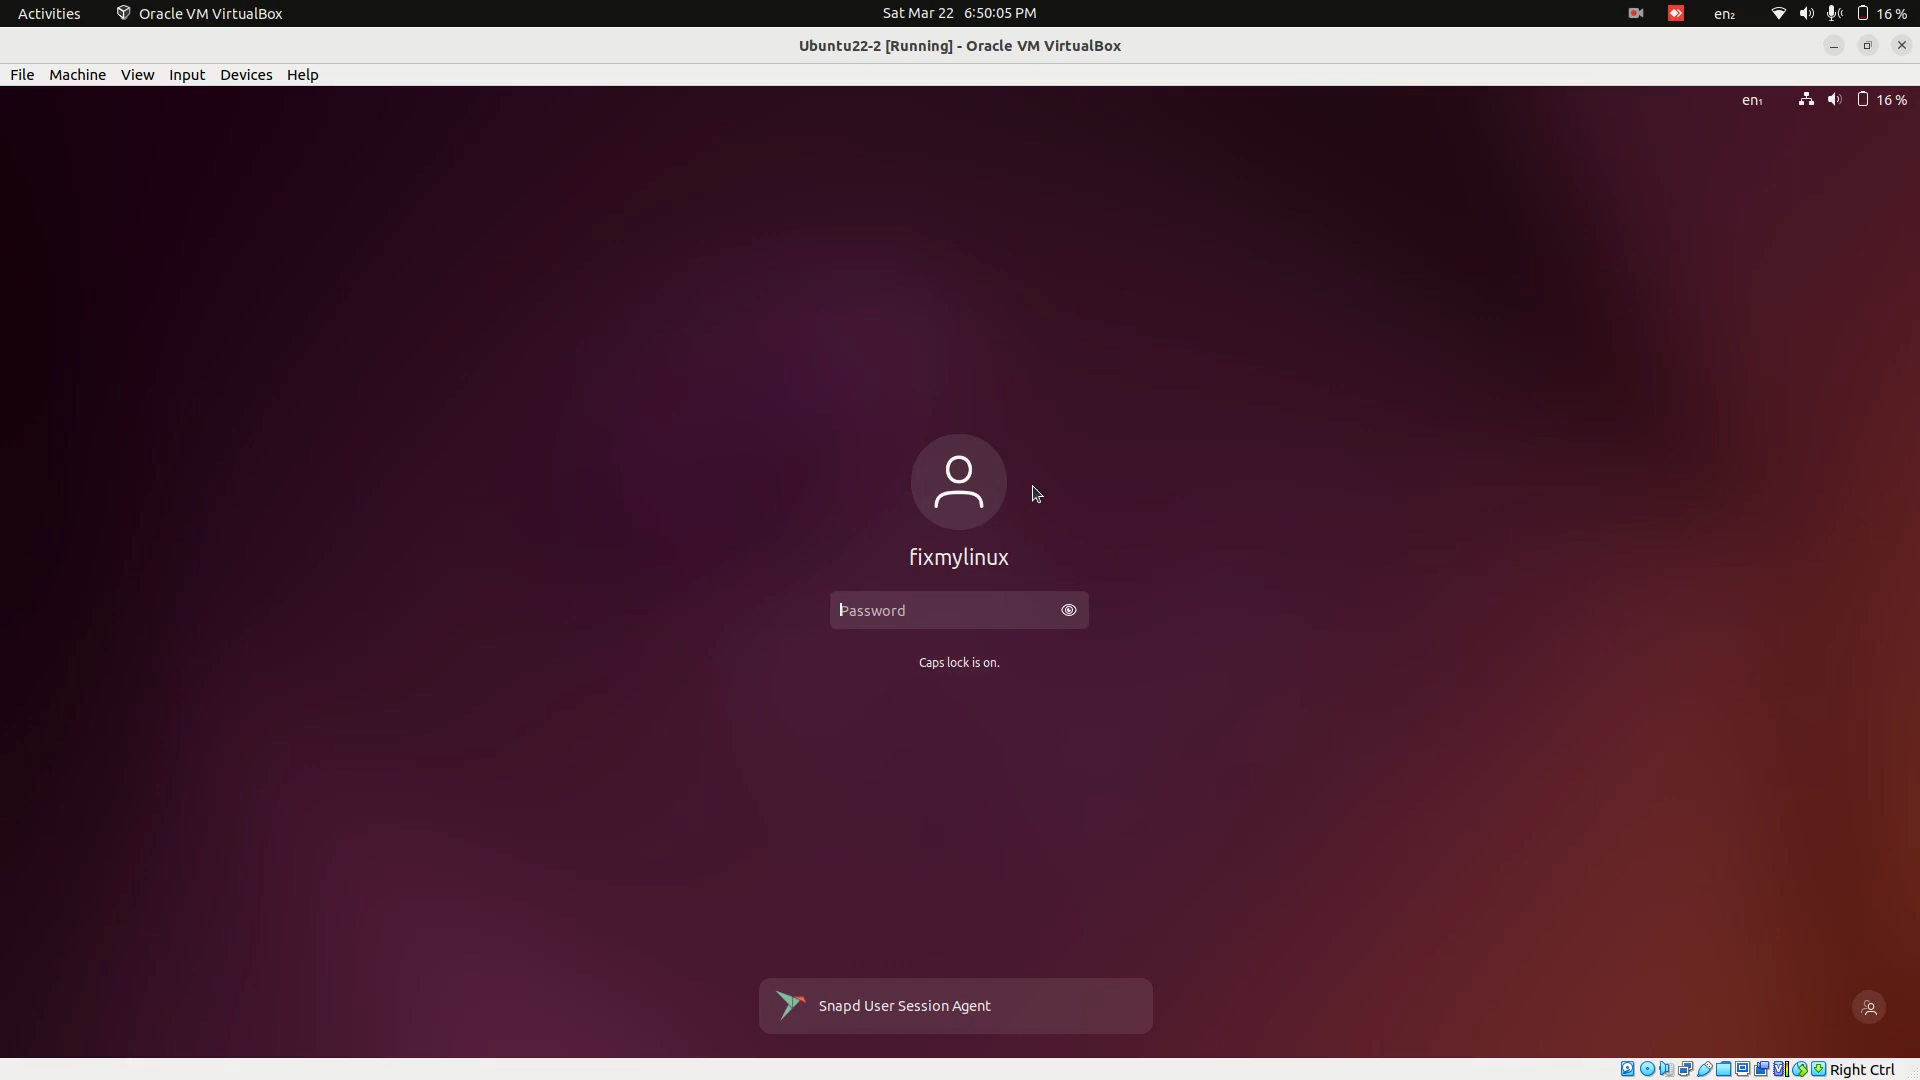 Activities Oracle VM VirtualBox Sat Mar 22 6:50:05 PM en₂ 16 %
Ubuntu22-2 [Running] - Oracle VM VirtualBox
File Machine View Input Devices Help
en₁ 16 %
fixmylinux
Password
Caps lock is on.
Snapd User Session Agent
Right Ctrl